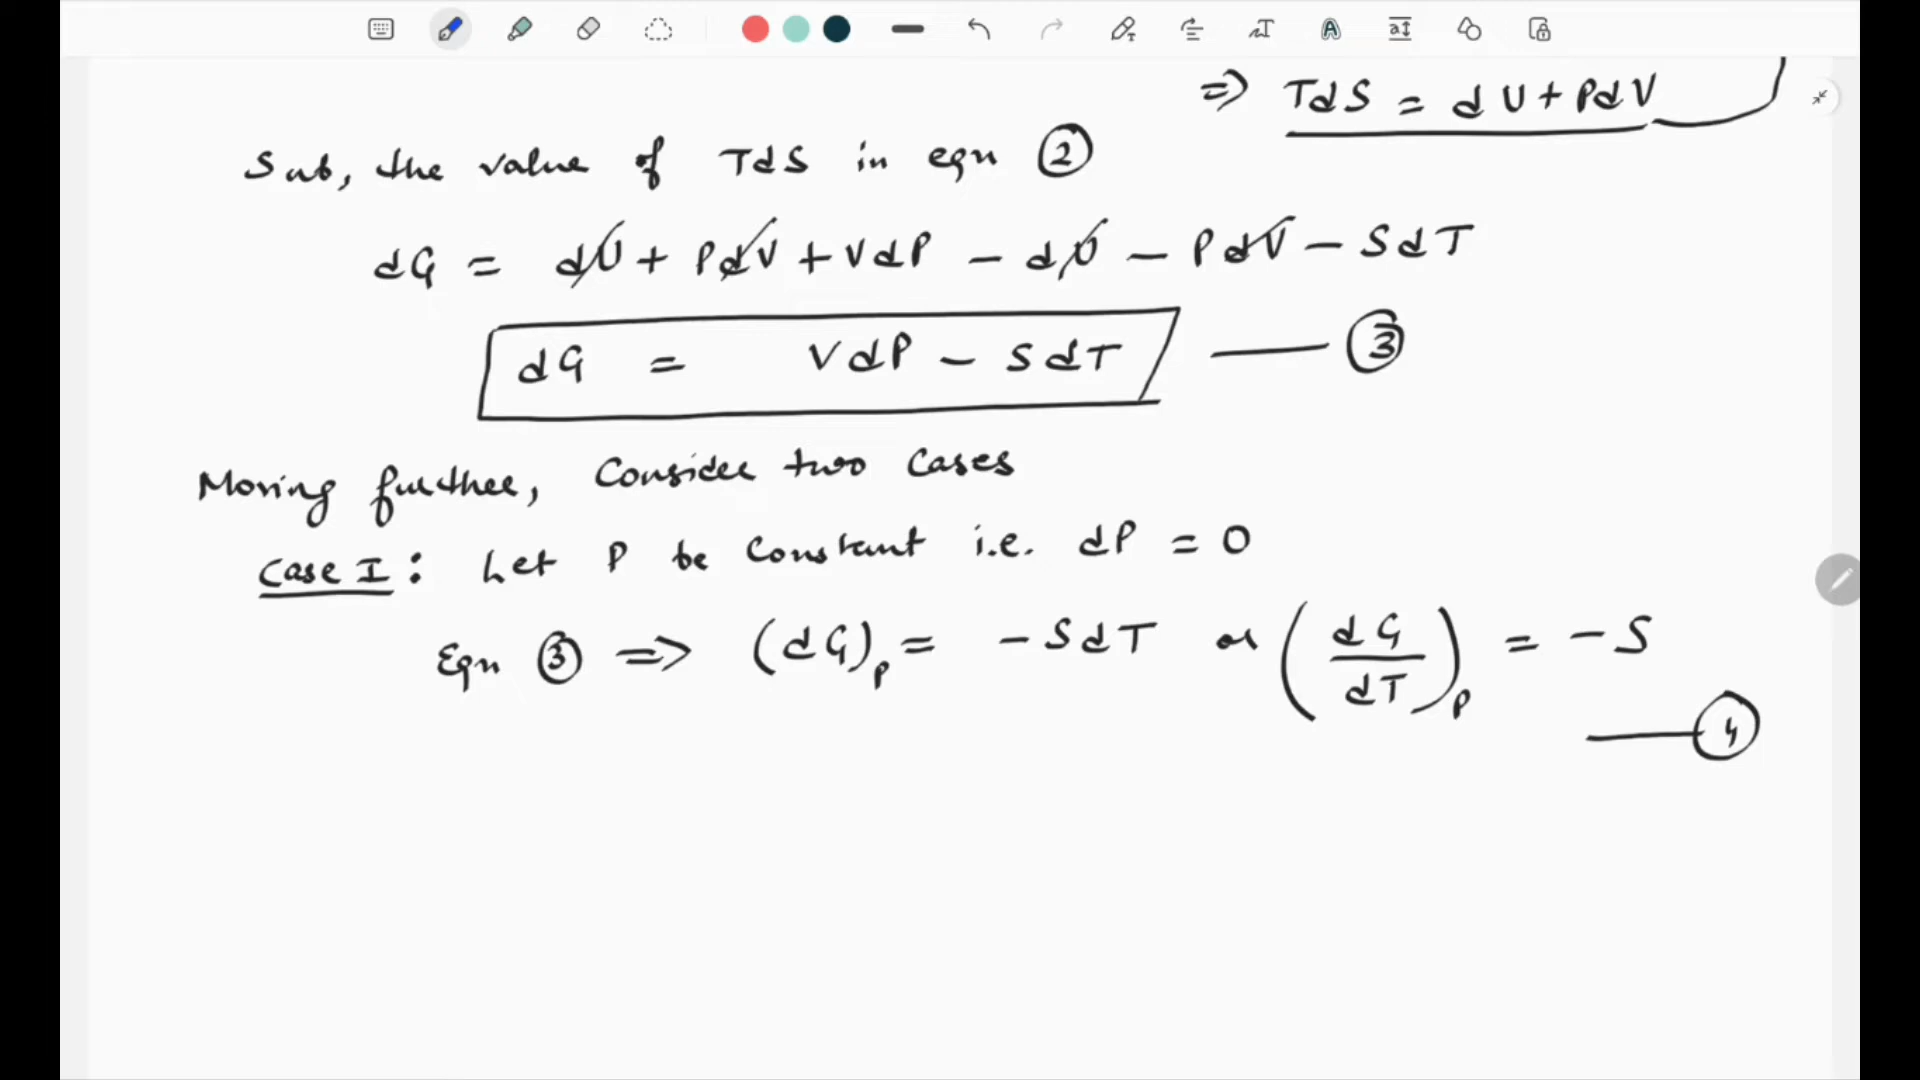 ⇒ TdS = dU + PdV
Sub, the value of TdS in eqn ②
dG = dU + PdV + VdP - dU - PdV - SdT
dG = VdP - SdT —— ③
Moving further, Consider two Cases
Case I: Let P be Constant i.e. dP = 0
Eqn ③ ⇒ (dG)ₚ = - SdT or (dG/dT)ₚ = - S
—— ④